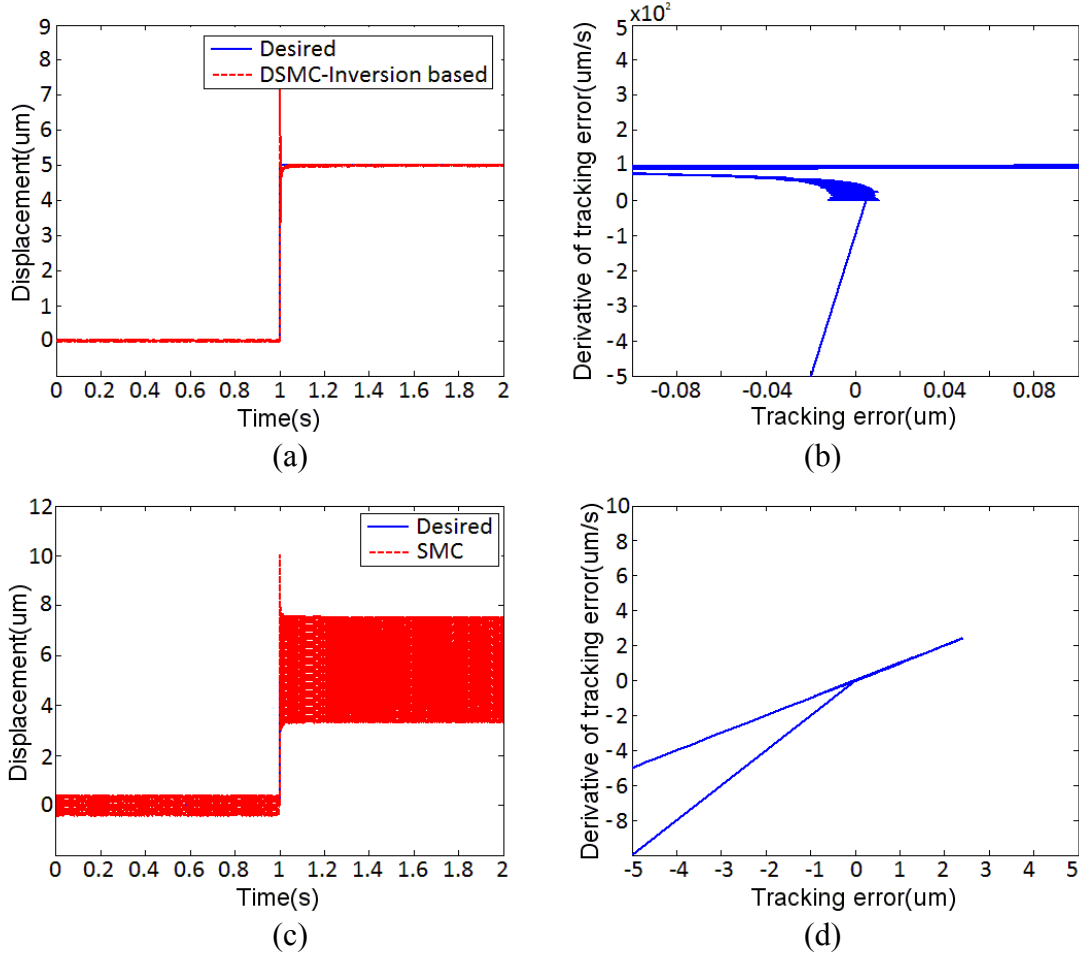 9
8
7
6
5
4
3
2
1
0
Displacement(um)
Desired
DSMC-Inversion based
0 0.2 0.4 0.6 0.8 1 1.2 1.4 1.6 1.8 2
Time(s)
(a)
×10²
5
4
3
2
1
0
-1
-2
-3
-4
-5
Derivative of tracking error(um/s)
-0.08 -0.04 0 0.04 0.08
Tracking error(um)
(b)
12
10
8
6
4
2
0
Displacement(um)
Desired
SMC
0 0.2 0.4 0.6 0.8 1 1.2 1.4 1.6 1.8 2
Time(s)
(c)
10
8
6
4
2
0
-2
-4
-6
-8
Derivative of tracking error(um/s)
-5 -4 -3 -2 -1 0 1 2 3 4 5
Tracking error(um)
(d)